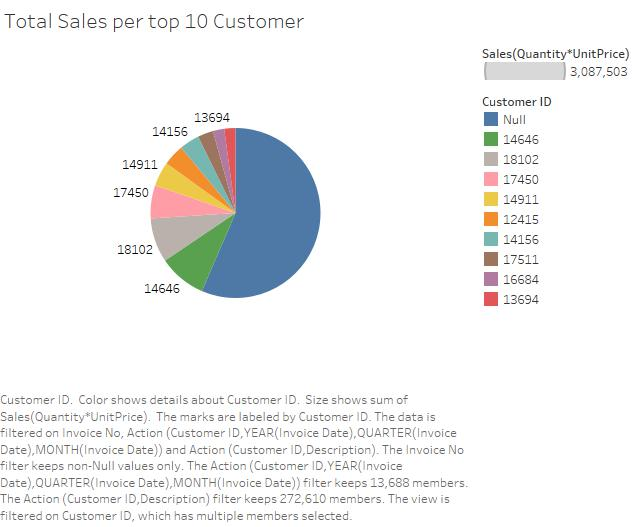 Total Sales per top 10 Customer
Sales(Quantity*UnitPrice)
3,087,503
Customer ID
Null
14646
18102
17450
14911
12415
14156
17511
16684
13694
13694
14156
14911
17450
18102
14646
Customer ID.  Color shows details about Customer ID.  Size shows sum of
Sales(Quantity*UnitPrice).  The marks are labeled by Customer ID. The data is
filtered on Invoice No, Action (Customer ID,YEAR(Invoice Date),QUARTER(Invoice
Date),MONTH(Invoice Date)) and Action (Customer ID,Description). The Invoice No
filter keeps non-Null values only. The Action (Customer ID,YEAR(Invoice
Date),QUARTER(Invoice Date),MONTH(Invoice Date)) filter keeps 13,688 members.
The Action (Customer ID,Description) filter keeps 272,610 members. The view is
filtered on Customer ID, which has multiple members selected.